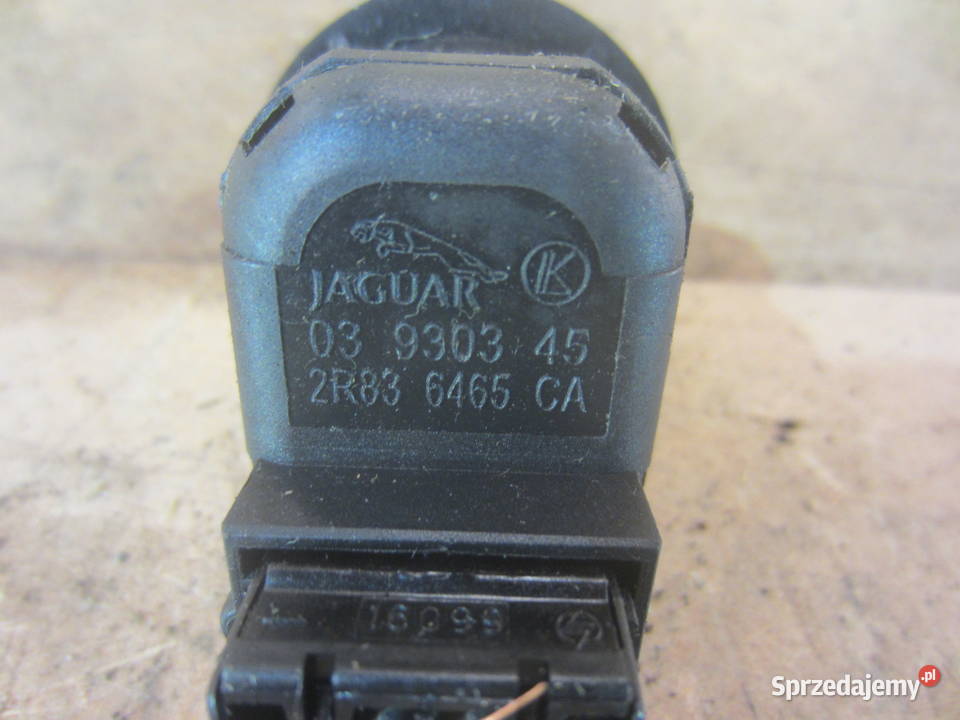 JAGUAR
03 9303 45
2R83 6465 CA
16099
Sprzedajemy.pl